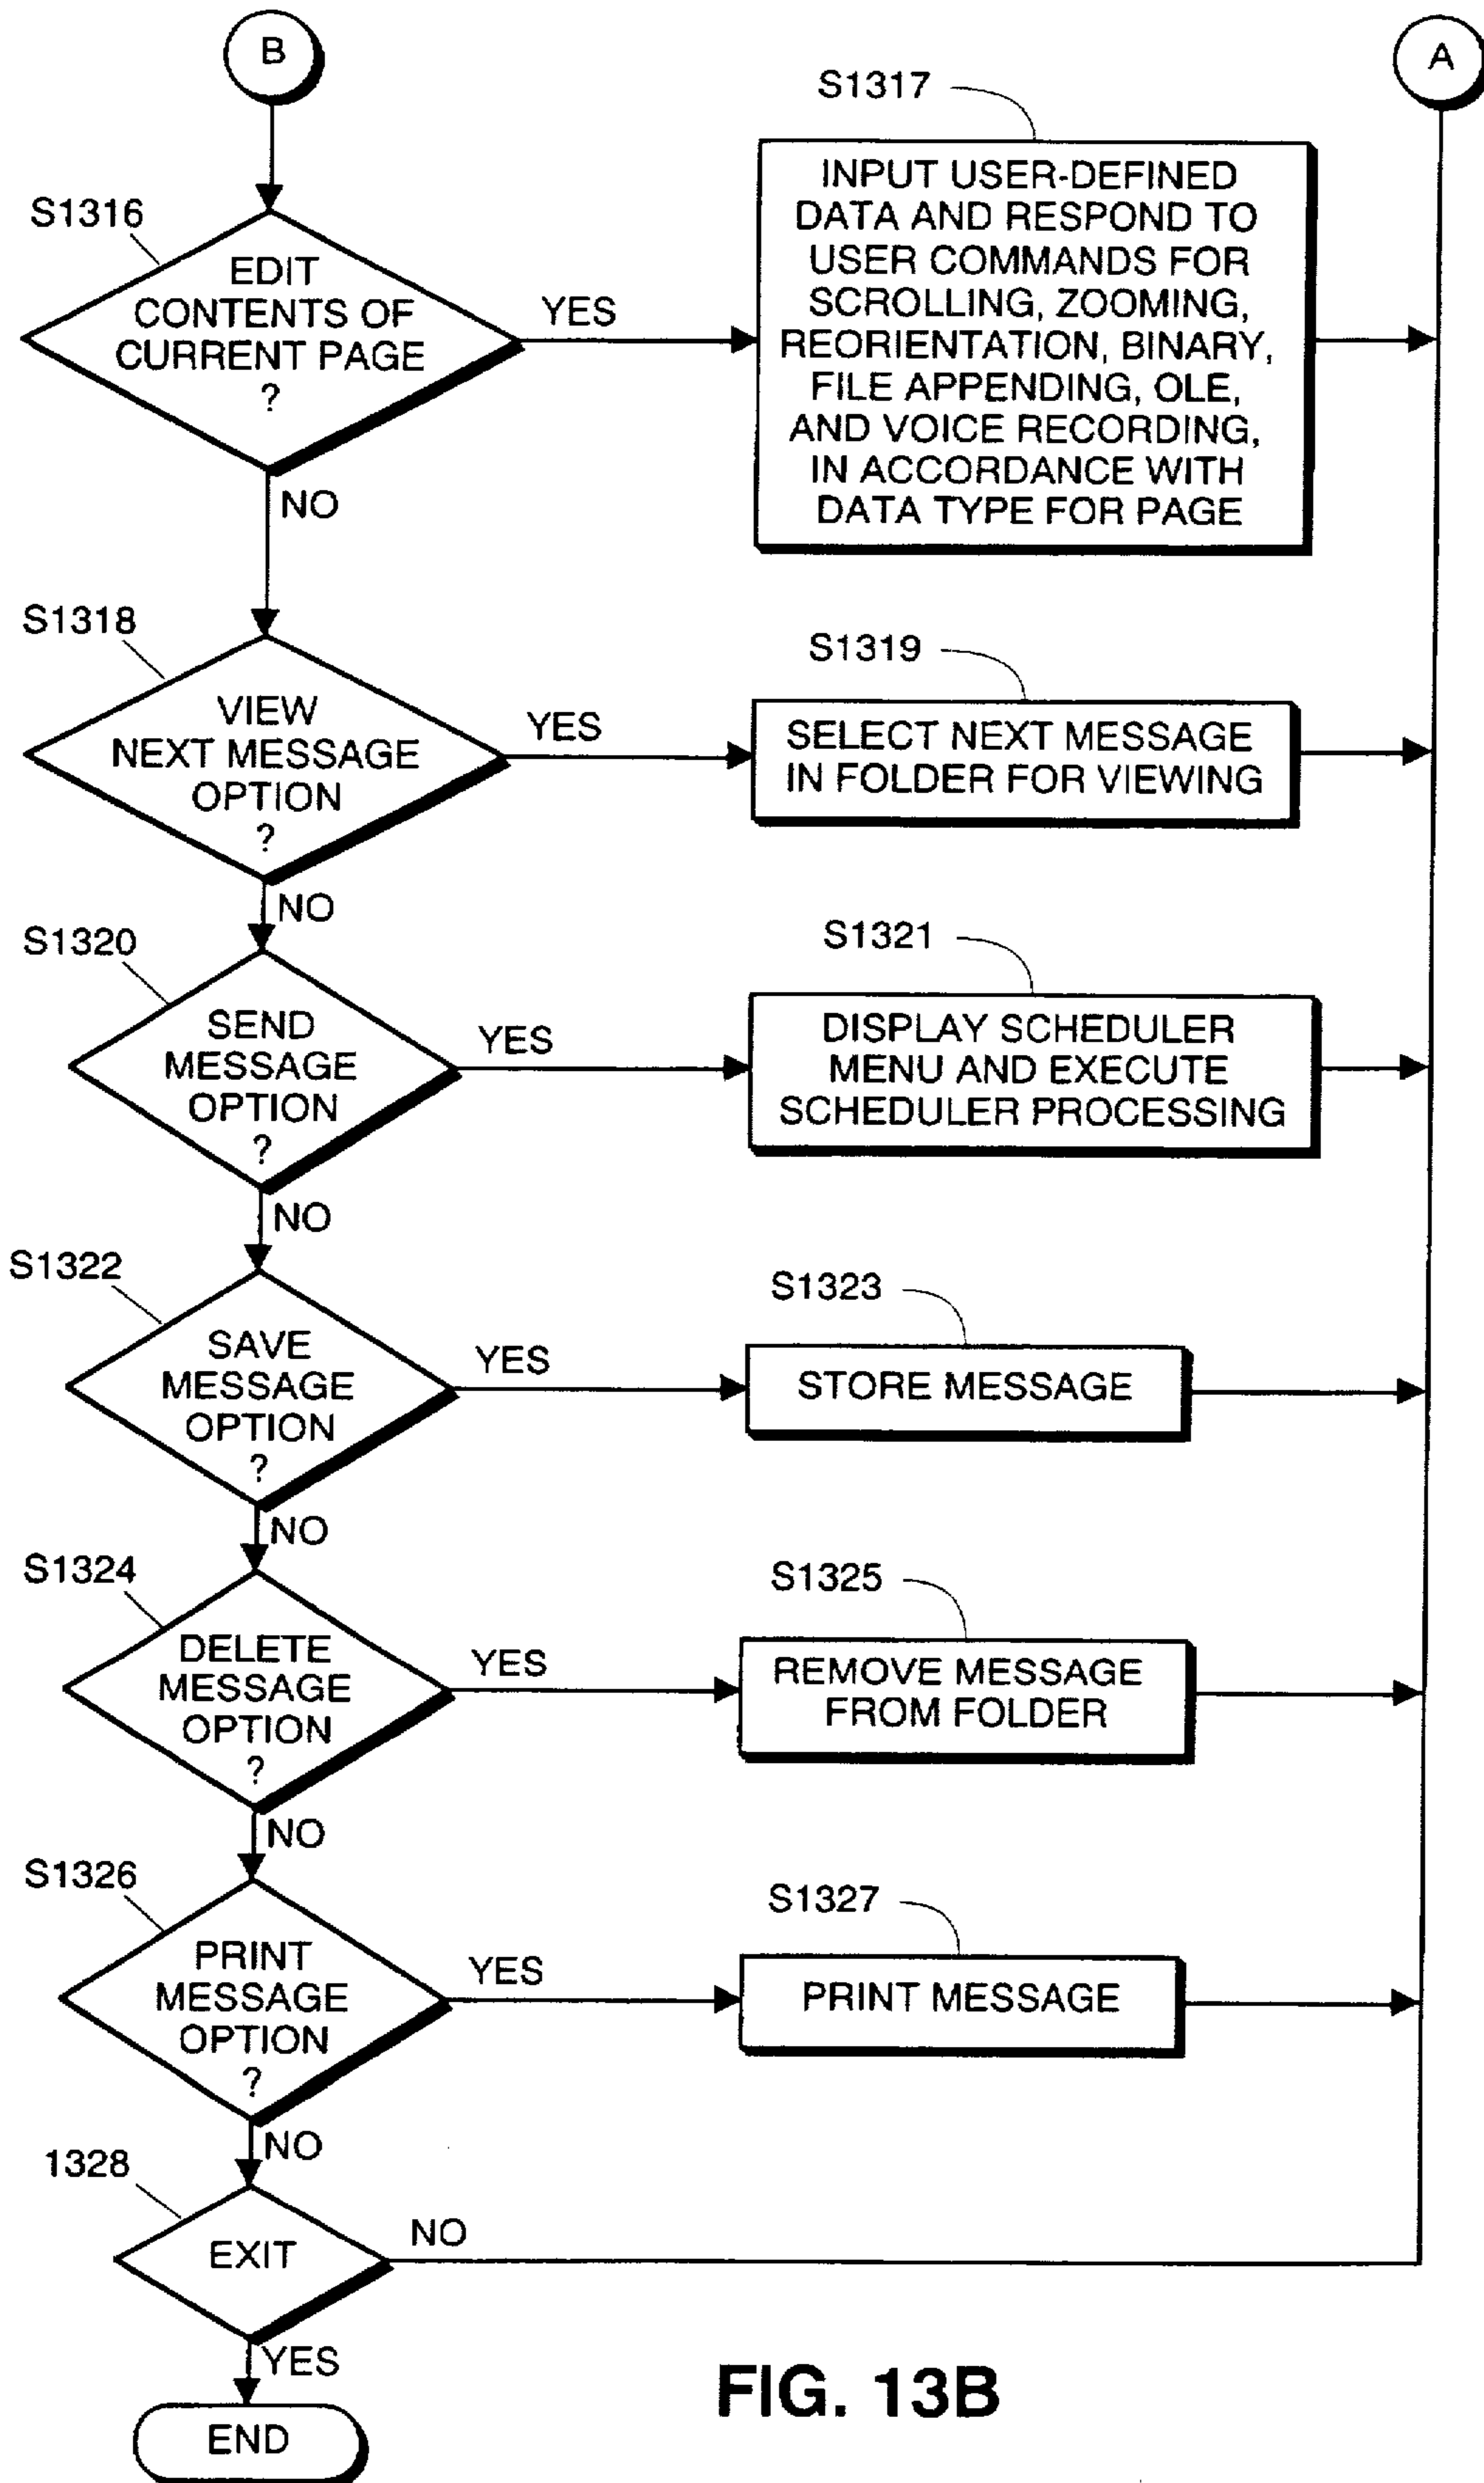 B
A
S1317
INPUT USER-DEFINED
DATA AND RESPOND TO
USER COMMANDS FOR
SCROLLING, ZOOMING,
REORIENTATION, BINARY,
FILE APPENDING, OLE,
AND VOICE RECORDING,
IN ACCORDANCE WITH
DATA TYPE FOR PAGE
S1316
EDIT
CONTENTS OF
CURRENT PAGE
?
YES
NO
S1318
VIEW
NEXT MESSAGE
OPTION
?
YES
S1319
SELECT NEXT MESSAGE
IN FOLDER FOR VIEWING
NO
S1320
SEND
MESSAGE
OPTION
?
YES
S1321
DISPLAY SCHEDULER
MENU AND EXECUTE
SCHEDULER PROCESSING
NO
S1322
SAVE
MESSAGE
OPTION
?
YES
S1323
STORE MESSAGE
NO
S1324
DELETE
MESSAGE
OPTION
?
YES
S1325
REMOVE MESSAGE
FROM FOLDER
NO
S1326
PRINT
MESSAGE
OPTION
?
YES
S1327
PRINT MESSAGE
NO
1328
EXIT
NO
YES
END
FIG. 13B